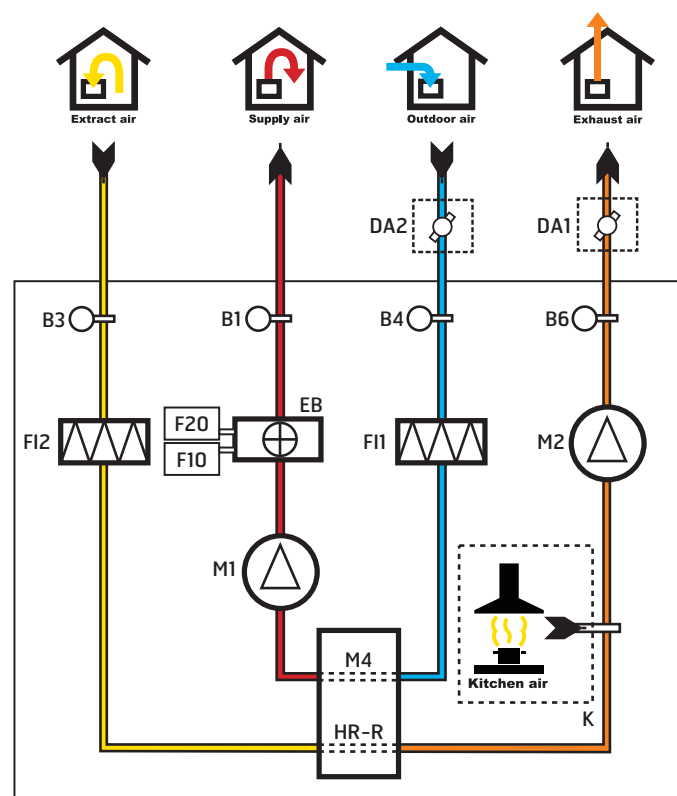 Extract air
Supply air
Outdoor air
Exhaust air
DA2
DA1
B3
B1
B4
B6
EB
F20
F10
FI2
FI1
M2
M1
M4
HR-R
Kitchen air
K